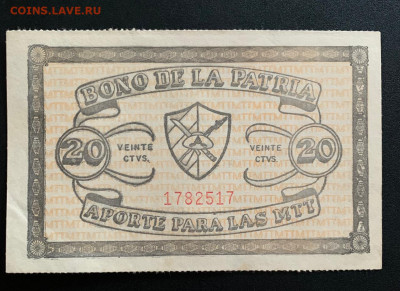 COINS.LAVE.RU
BONO DE LA PATRIA
20 VEINTE CTVS. VEINTE CTVS. 20
1782517
APORTE PARA LAS MTT